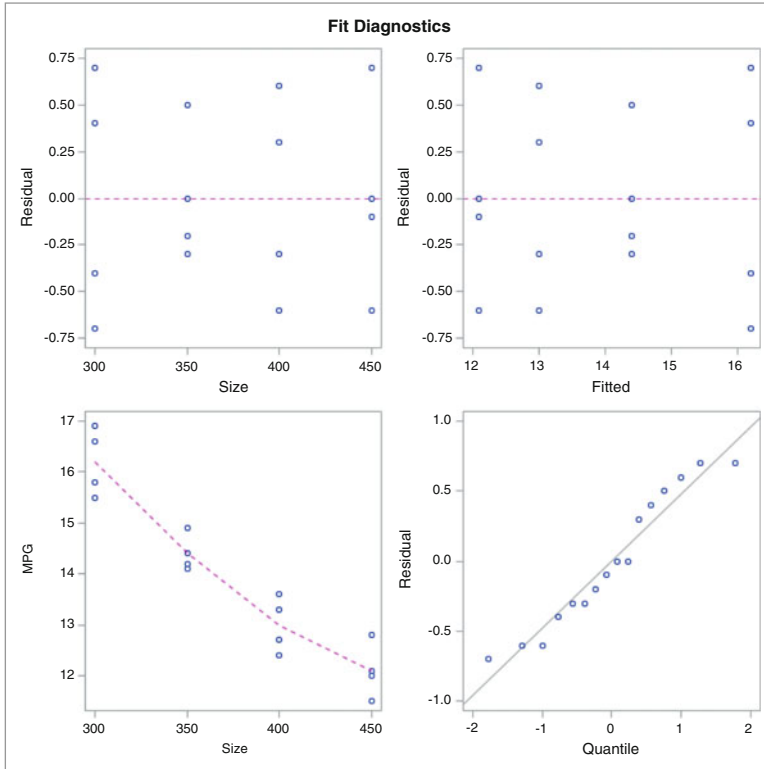 Fit Diagnostics
Residual
0.75
0.50
0.25
0.00
-0.25
-0.50
-0.75
300 350 400 450
Size
Residual
0.75
0.50
0.25
0.00
-0.25
-0.50
-0.75
12 13 14 15 16
Fitted
MPG
17
16
15
14
13
12
300 350 400 450
Size
Residual
1.0
0.5
0.0
-0.5
-1.0
-2 -1 0 1 2
Quantile